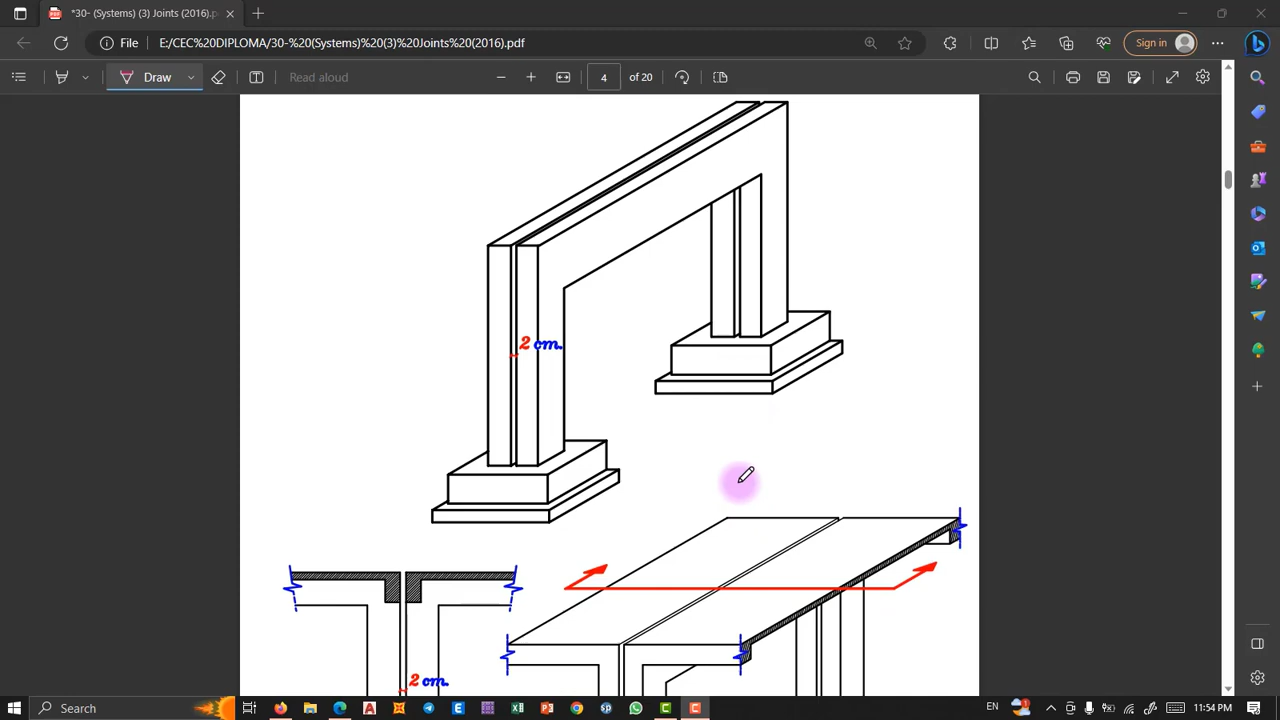 *30- (Systems) (3) Joints (2016).p
File
E:/CEC%20DIPLOMA/30-%20(Systems)%20(3)%20Joints%20(2016).pdf
Sign in
Draw
Read aloud
4
of 20
2 cm.
2 cm.
Search
EN
11:54 PM